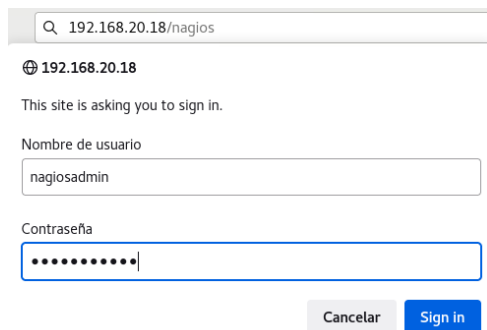 192.168.20.18/nagios
192.168.20.18
This site is asking you to sign in.
Nombre de usuario
nagiosadmin
Contraseña
•••••••••••
Cancelar
Sign in